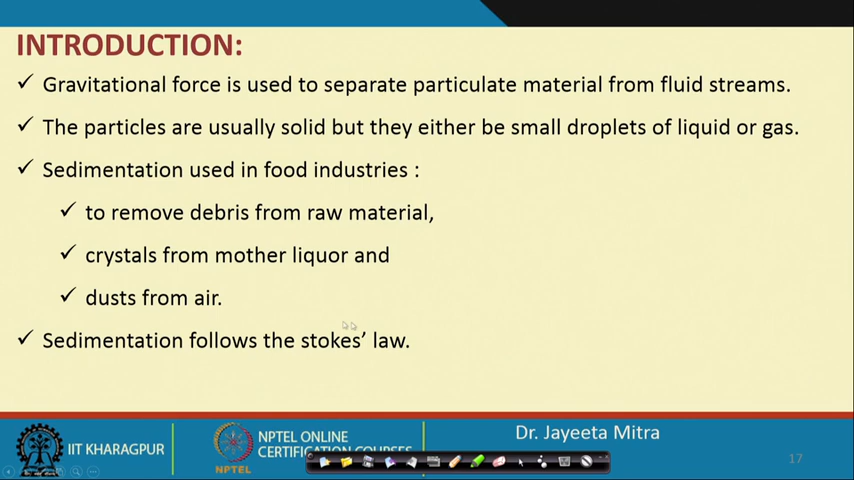 INTRODUCTION:
✓ Gravitational force is used to separate particulate material from fluid streams.
✓ The particles are usually solid but they either be small droplets of liquid or gas.
✓ Sedimentation used in food industries :
✓ to remove debris from raw material,
✓ crystals from mother liquor and
✓ dusts from air.
✓ Sedimentation follows the stokes’ law.
IIT KHARAGPUR
NPTEL
NPTEL ONLINE
CERTIFICATION COURSES
Dr. Jayeeta Mitra
17